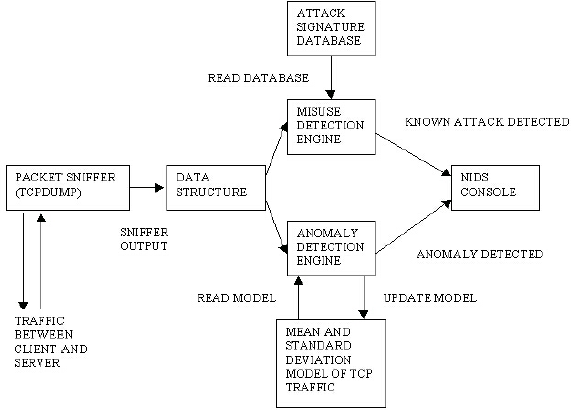 ATTACK
SIGNATURE
DATABASE
READ DATABASE
MISUSE
DETECTION
ENGINE
KNOWN ATTACK DETECTED
PACKET SNIFFER
(TCPDUMP)
DATA
STRUCTURE
NIDS
CONSOLE
SNIFFER
OUTPUT
ANOMALY
DETECTION
ENGINE
ANOMALY DETECTED
READ MODEL
UPDATE MODEL
TRAFFIC
BETWEEN
CLIENT AND
SERVER
MEAN AND
STANDARD
DEVIATION
MODEL OF TCP
TRAFFIC